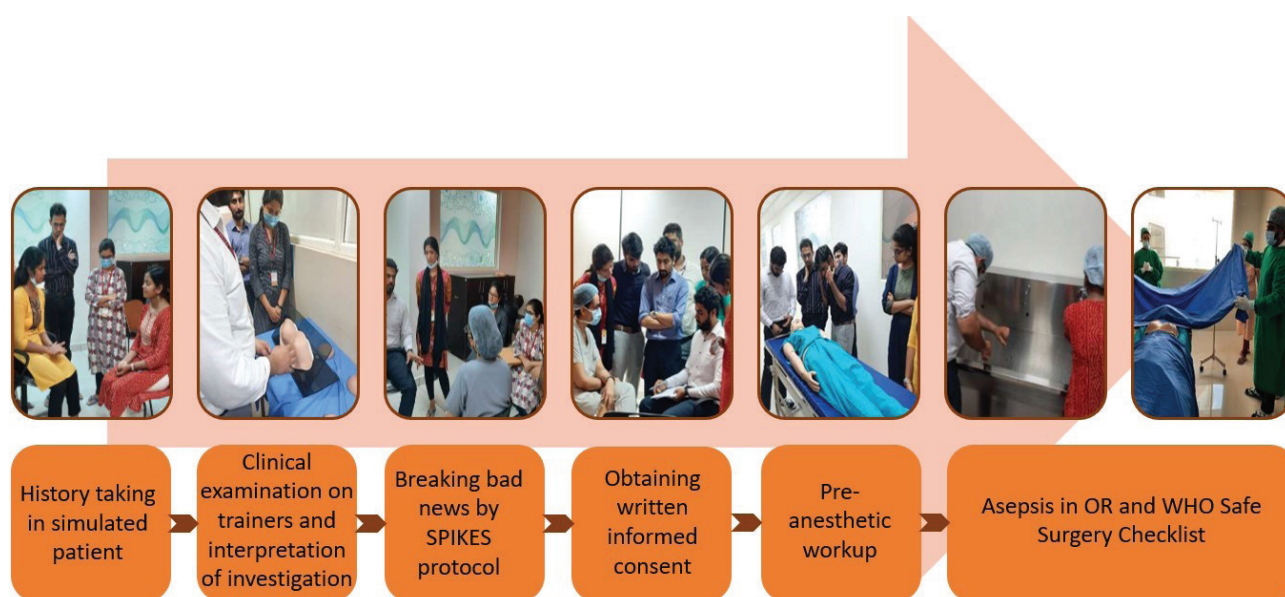 History taking
in simulated
patient
Clinical
examination on
trainers and
interpretation
of investigation
Breaking bad
news by
SPIKES
protocol
Obtaining
written
informed
consent
Pre-
anesthetic
workup
Asepsis in OR and WHO Safe
Surgery Checklist